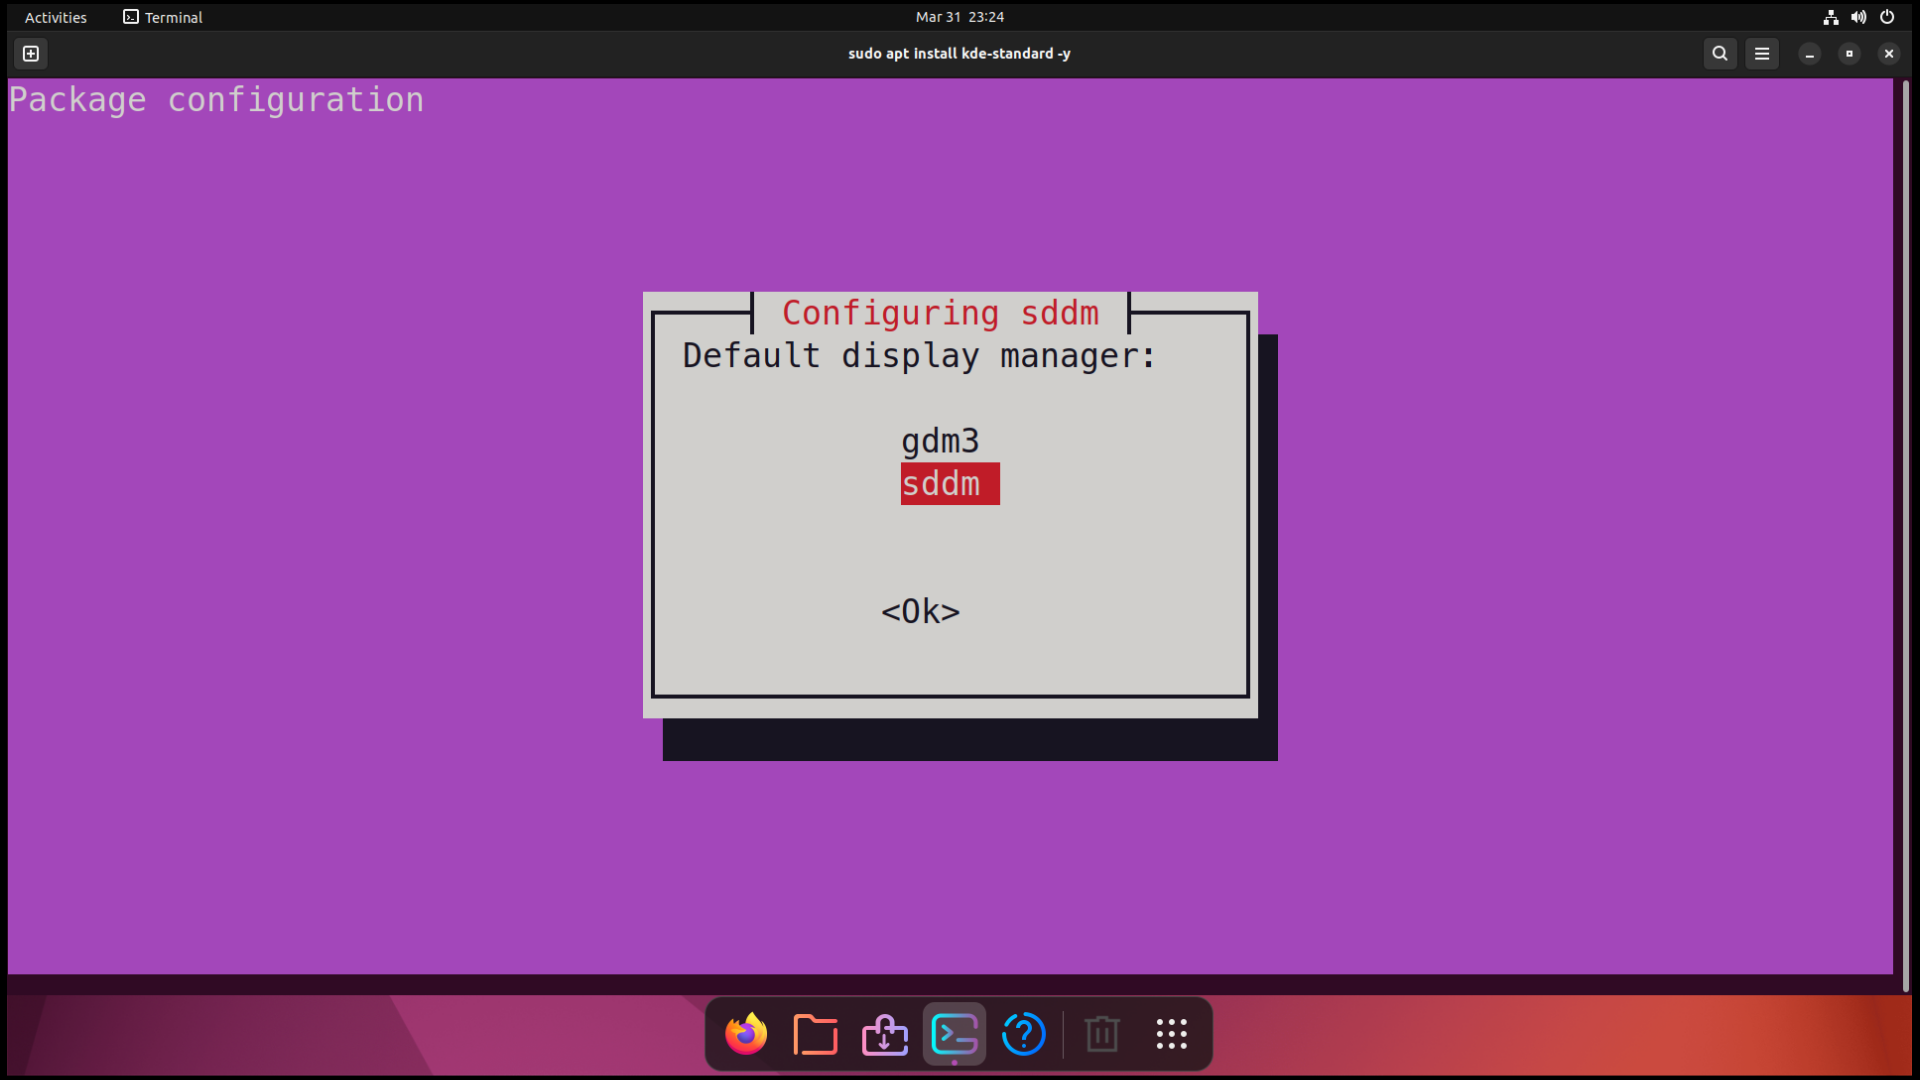 Activities Terminal Mar 31 23:24
sudo apt install kde-standard -y
Package configuration
Configuring sddm
Default display manager:
gdm3
sddm
<Ok>